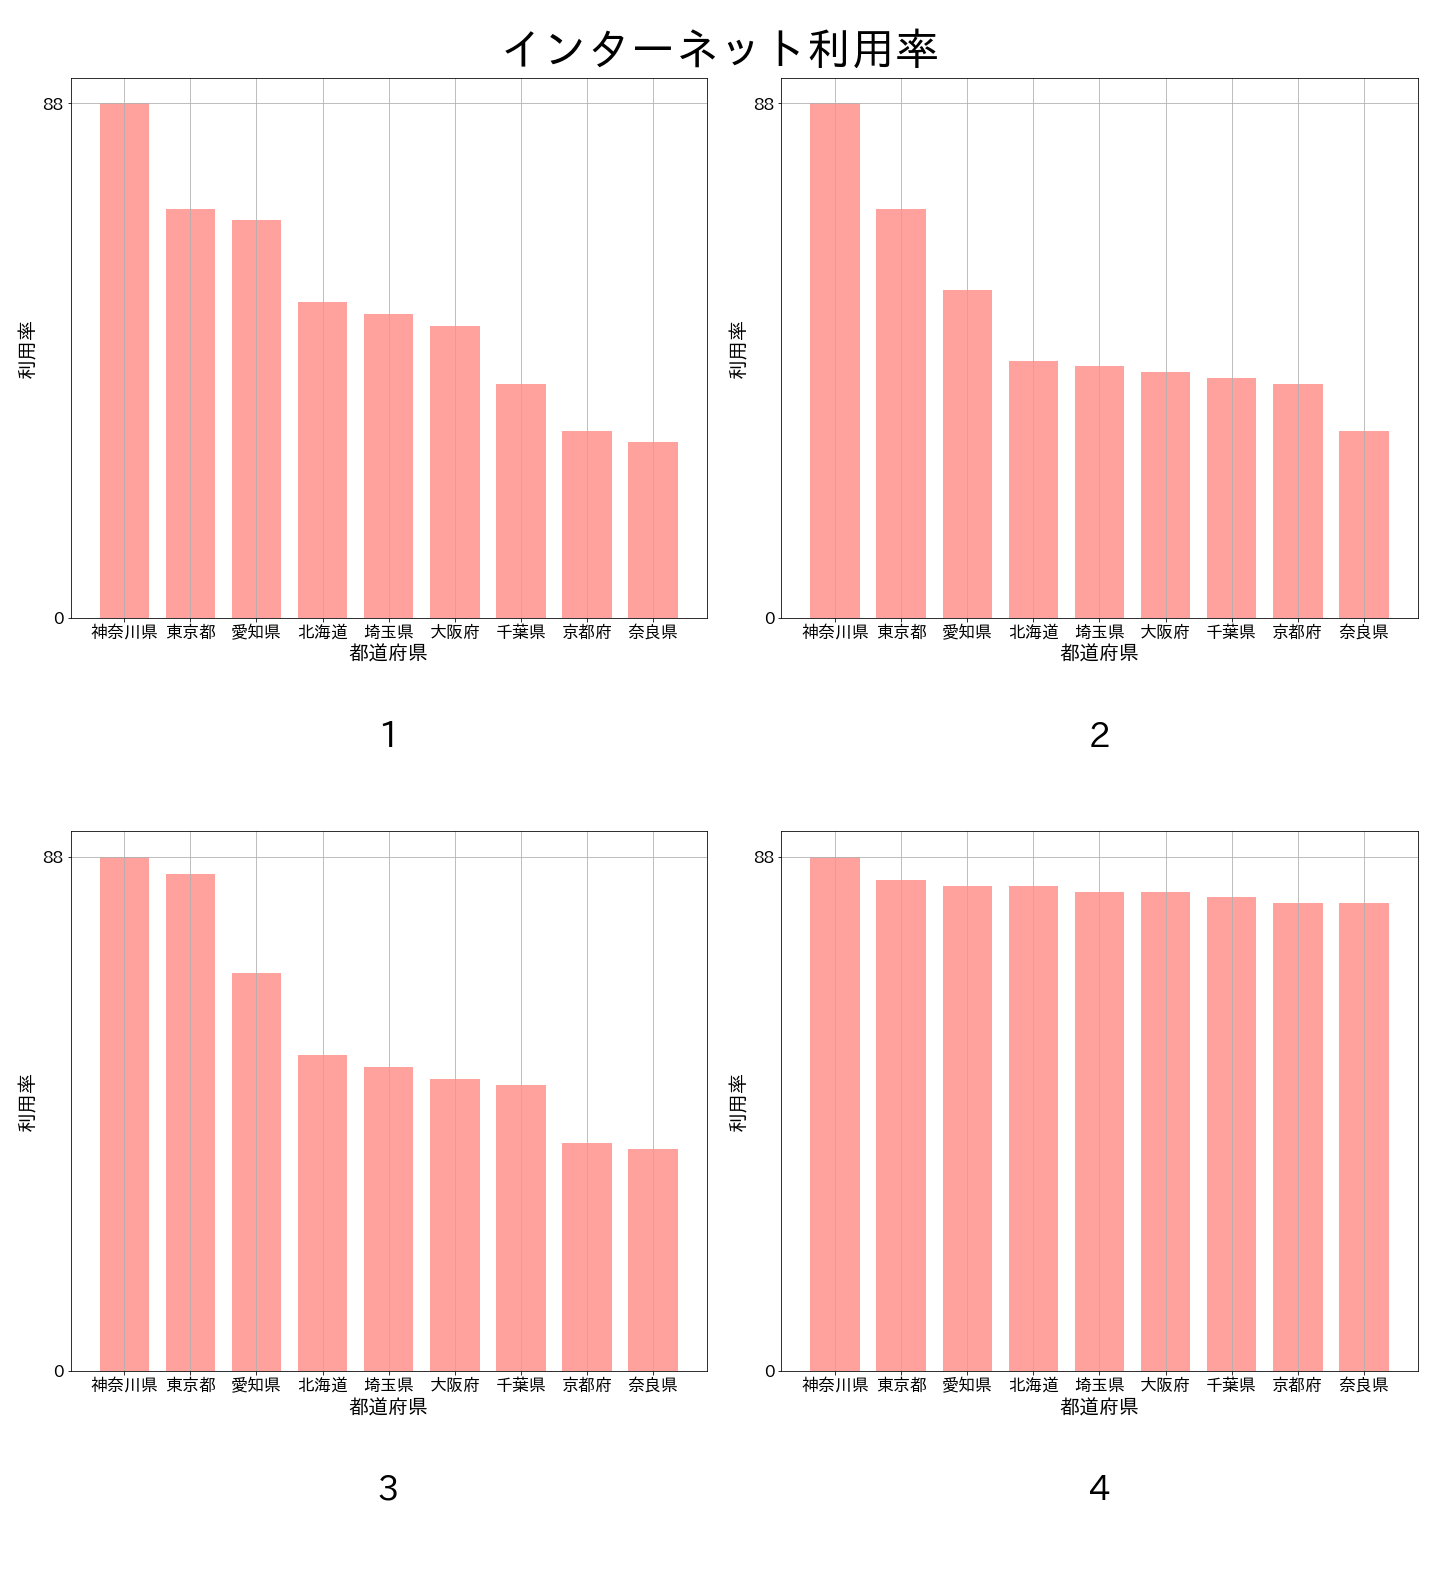 インターネット利用率
88
0
利用率
神奈川県 東京都 愛知県 北海道 埼玉県 大阪府 千葉県 京都府 奈良県
都道府県
1
88
0
利用率
神奈川県 東京都 愛知県 北海道 埼玉県 大阪府 千葉県 京都府 奈良県
都道府県
2
88
0
利用率
神奈川県 東京都 愛知県 北海道 埼玉県 大阪府 千葉県 京都府 奈良県
都道府県
3
88
0
利用率
神奈川県 東京都 愛知県 北海道 埼玉県 大阪府 千葉県 京都府 奈良県
都道府県
4